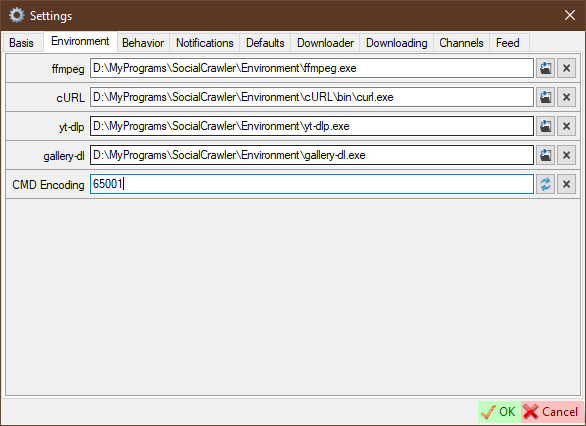 Settings
Basis Environment Behavior Notifications Defaults Downloader Downloading Channels Feed
ffmpeg D:\MyPrograms\SocialCrawler\Environment\ffmpeg.exe
cURL D:\MyPrograms\SocialCrawler\Environment\cURL\bin\curl.exe
yt-dlp D:\MyPrograms\SocialCrawler\Environment\yt-dlp.exe
gallery-dl D:\MyPrograms\SocialCrawler\Environment\gallery-dl.exe
CMD Encoding 65001
OK Cancel